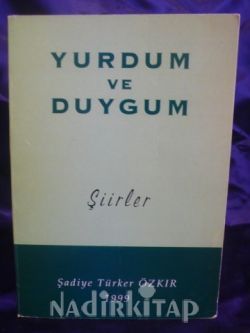 YURDUM
VE
DUYGUM
Şiirler
Şadiye Türker ÖZKIR
1999
NadirKitap